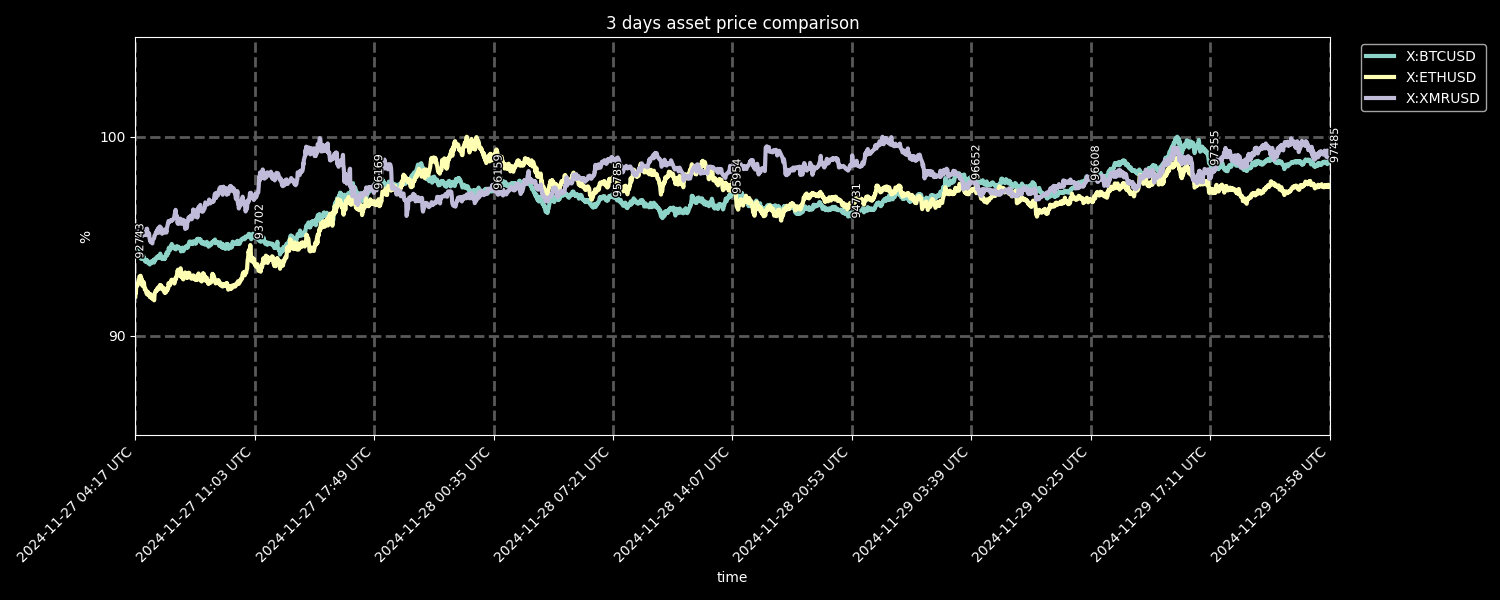 3 days asset price comparison
X:BTCUSD
X:ETHUSD
X:XMRUSD
100
90
%
92743
93702
96169
96159
95785
95954
94731
96652
96608
97355
97485
2024-11-27 04:17 UTC
2024-11-27 11:03 UTC
2024-11-27 17:49 UTC
2024-11-28 00:35 UTC
2024-11-28 07:21 UTC
2024-11-28 14:07 UTC
2024-11-28 20:53 UTC
2024-11-29 03:39 UTC
2024-11-29 10:25 UTC
2024-11-29 17:11 UTC
2024-11-29 23:58 UTC
time